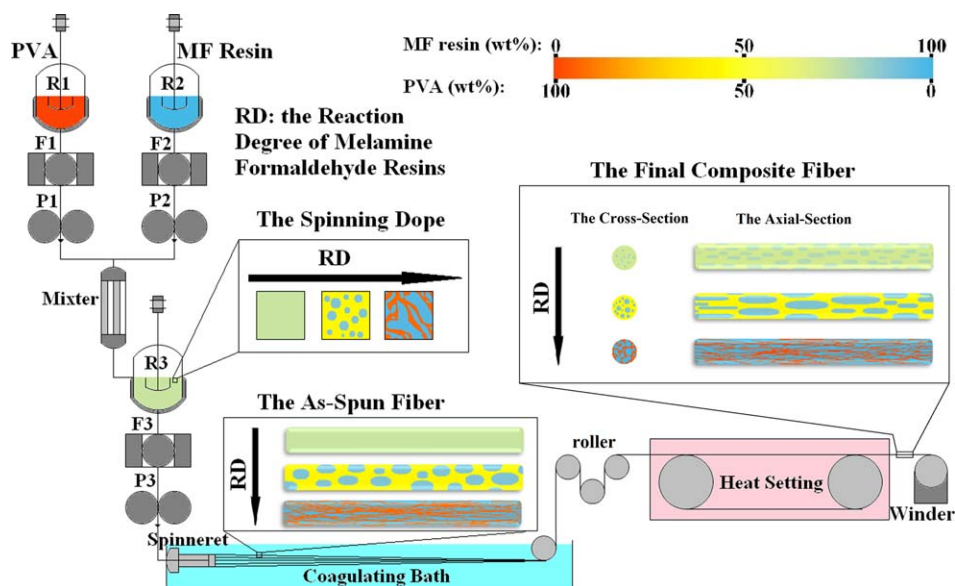 PVA
MF Resin
R1
R2
F1
F2
P1
P2
Mixter
R3
F3
P3
Spinneret
MF resin (wt%):
0
50
100
PVA (wt%):
100
50
0
RD: the Reaction
Degree of Melamine
Formaldehyde Resins
The Spinning Dope
RD
The As-Spun Fiber
RD
The Final Composite Fiber
The Cross-Section
The Axial-Section
RD
roller
Heat Setting
Winder
Coagulating Bath